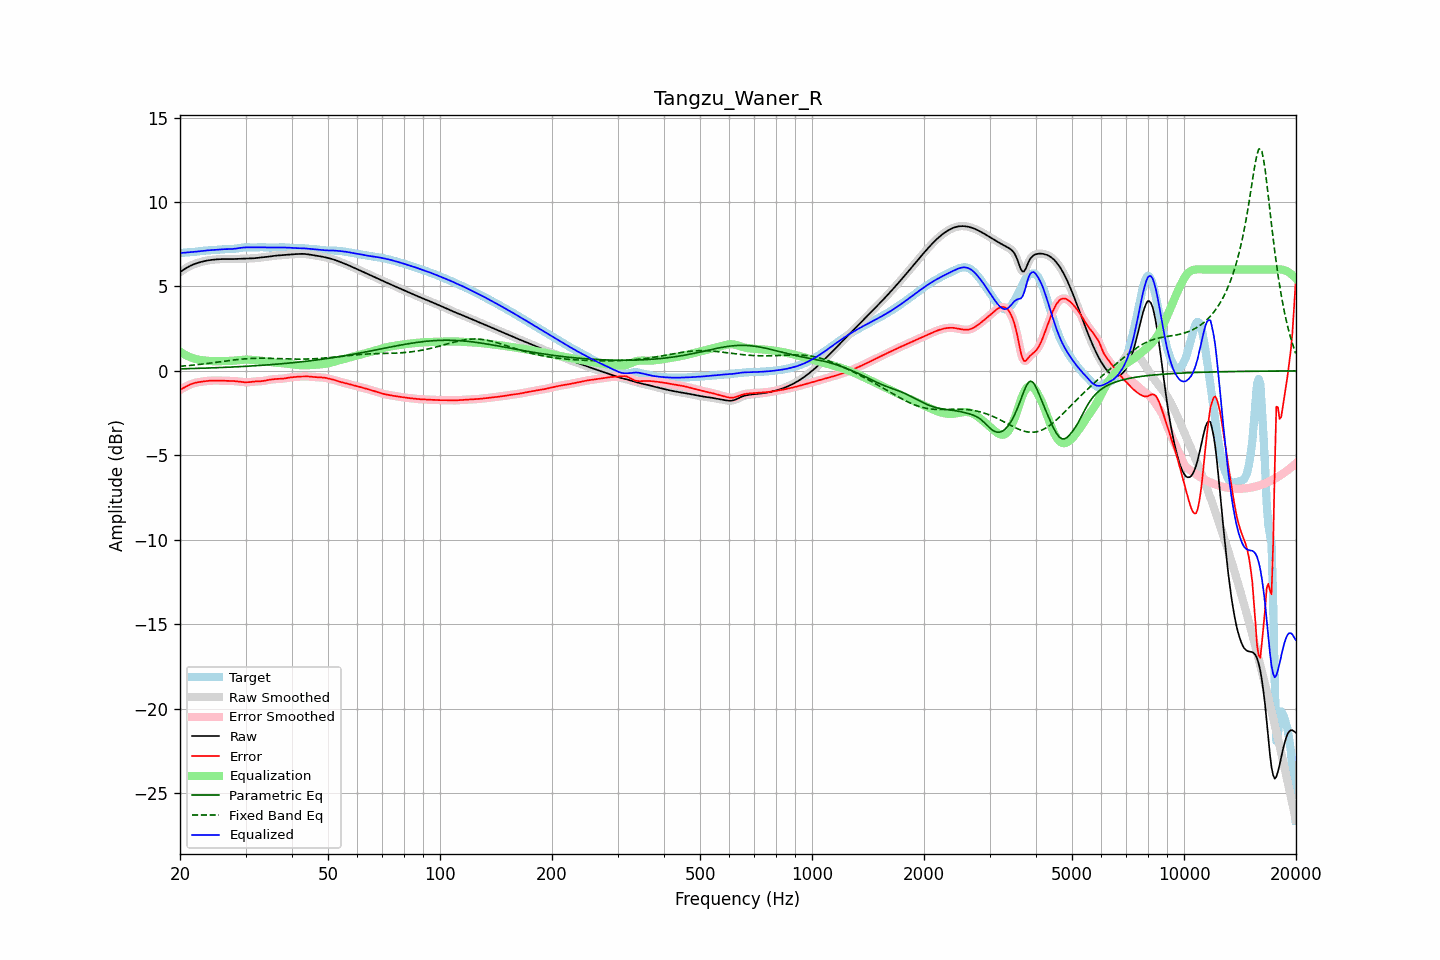 Tangzu_Waner_R
15
10
5
0
−5
−10
−15
−20
−25
Amplitude (dBr)
Target
Raw Smoothed
Error Smoothed
Raw
Error
Equalization
Parametric Eq
Fixed Band Eq
Equalized
20 50 100 200 500 1000 2000 5000 10000 20000
Frequency (Hz)